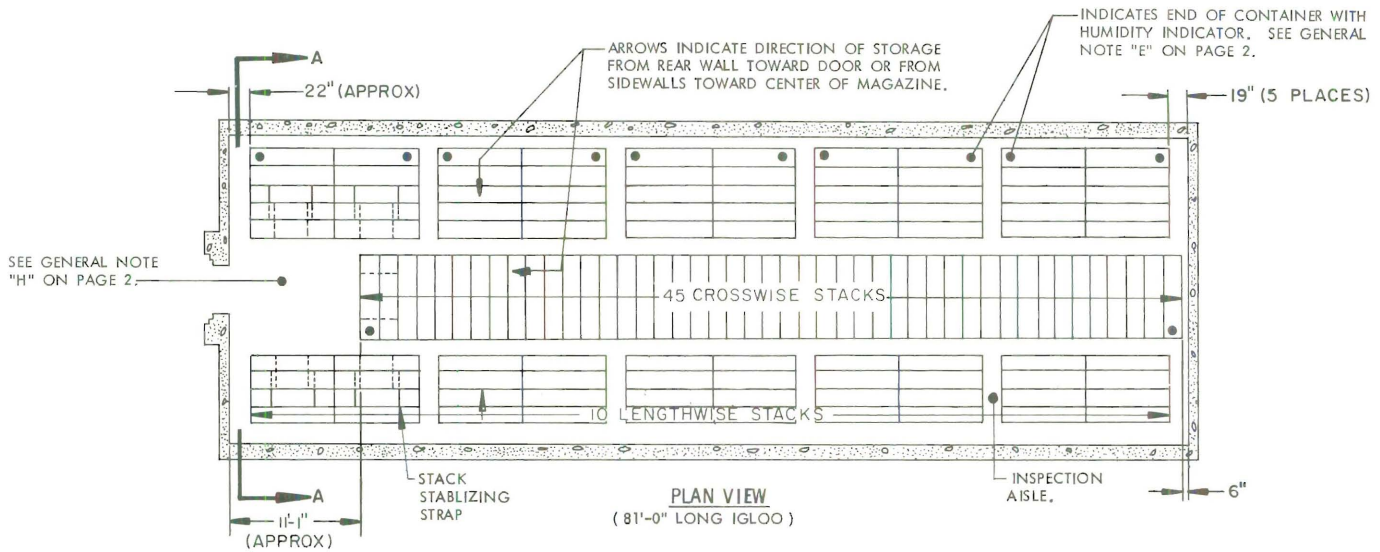 INDICATES END OF CONTAINER WITH
HUMIDITY INDICATOR. SEE GENERAL
NOTE "E" ON PAGE 2.
ARROWS INDICATE DIRECTION OF STORAGE
FROM REAR WALL TOWARD DOOR OR FROM
SIDEWALLS TOWARD CENTER OF MAGAZINE.
A
22" (APPROX)
19" (5 PLACES)
SEE GENERAL NOTE
"H" ON PAGE 2.
45 CROSSWISE STACKS
10 LENGTHWISE STACKS
STACK
STABLIZING
STRAP
INSPECTION
AISLE.
A
6"
11'-1"
(APPROX)
PLAN VIEW
(81'-0" LONG IGLOO)